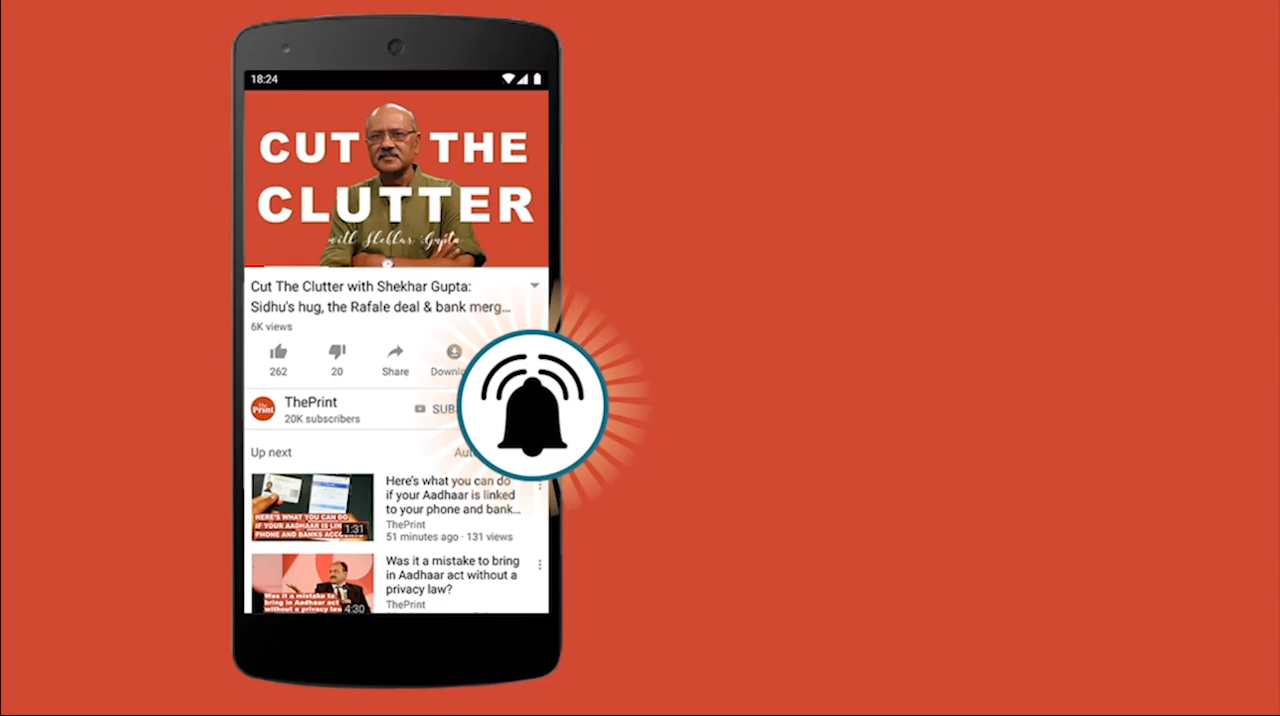 18:24
CUT THE
CLUTTER
with Shekhar Gupta
Cut The Clutter with Shekhar Gupta:
Sidhu's hug, the Rafale deal & bank merg...
6K views
262
20
Share
Downlo
The
Print
ThePrint
20K subscribers
SUB
Up next
Aut
HERE'S WHAT YOU CAN DO
IF YOUR AADHAAR IS LIN
PHONE AND BANKS ACC
1:31
Here's what you can do
if your Aadhaar is linked
to your phone and bank...
ThePrint
51 minutes ago · 131 views
Was it a mistake to
bring in Aadhaar act
without a privacy law?
4:30
Was it a mistake to bring
in Aadhaar act without a
privacy law?
ThePrint